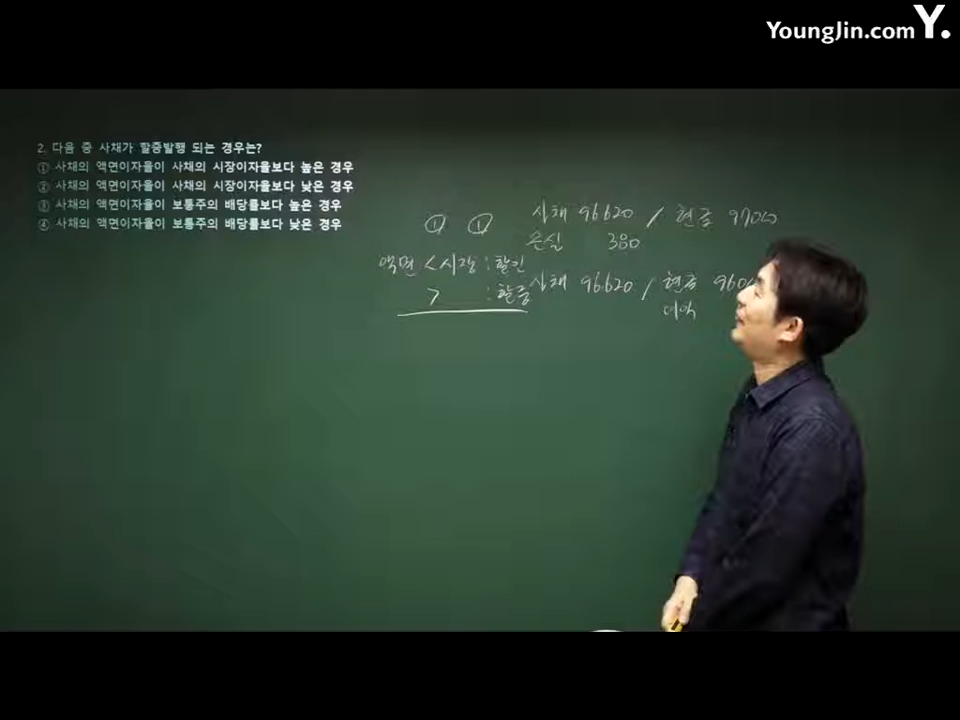 YoungJin.com Y.
2. 다음 중 사채가 할증발행 되는 경우는?
① 사채의 액면이자율이 사채의 시장이자율보다 높은 경우
② 사채의 액면이자율이 사채의 시장이자율보다 낮은 경우
③ 사채의 액면이자율이 보통주의 배당률보다 높은 경우
④ 사채의 액면이자율이 보통주의 배당률보다 낮은 경우
① ①
액면 < 시장 : 할인
> : 할증
사채 96620 / 현금 97000
손실 380
사채 96620 / 현금 960
이익